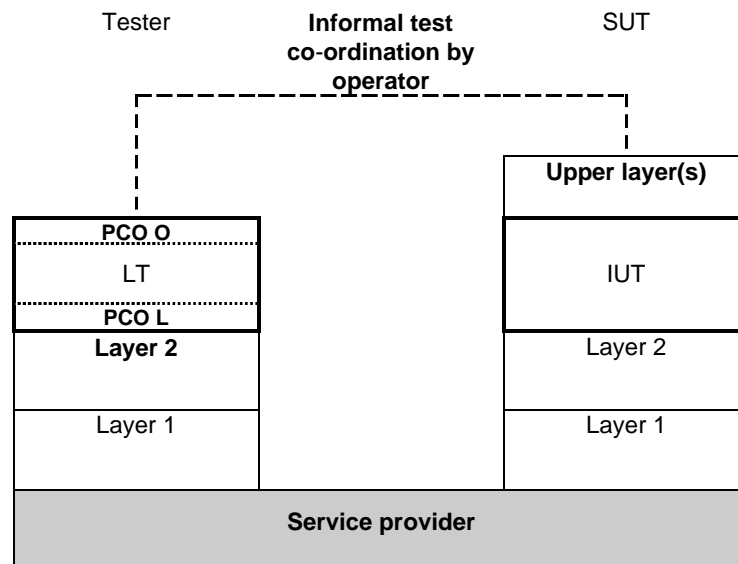 Tester
Informal test
co-ordination by
operator
SUT
Upper layer(s)
PCO O
LT
IUT
PCO L
Layer 2
Layer 2
Layer 1
Layer 1
Service provider